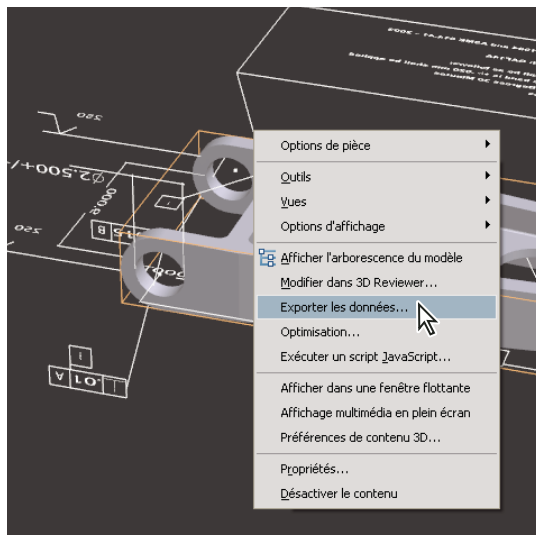 Options de pièce
Outils
Vues
Options d'affichage
Afficher l'arborescence du modèle
Modifier dans 3D Reviewer...
Exporter les données...
Optimisation...
Exécuter un script JavaScript...
Afficher dans une fenêtre flottante
Affichage multimédia en plein écran
Préférences de contenu 3D...
Propriétés...
Désactiver le contenu
.01
A
B